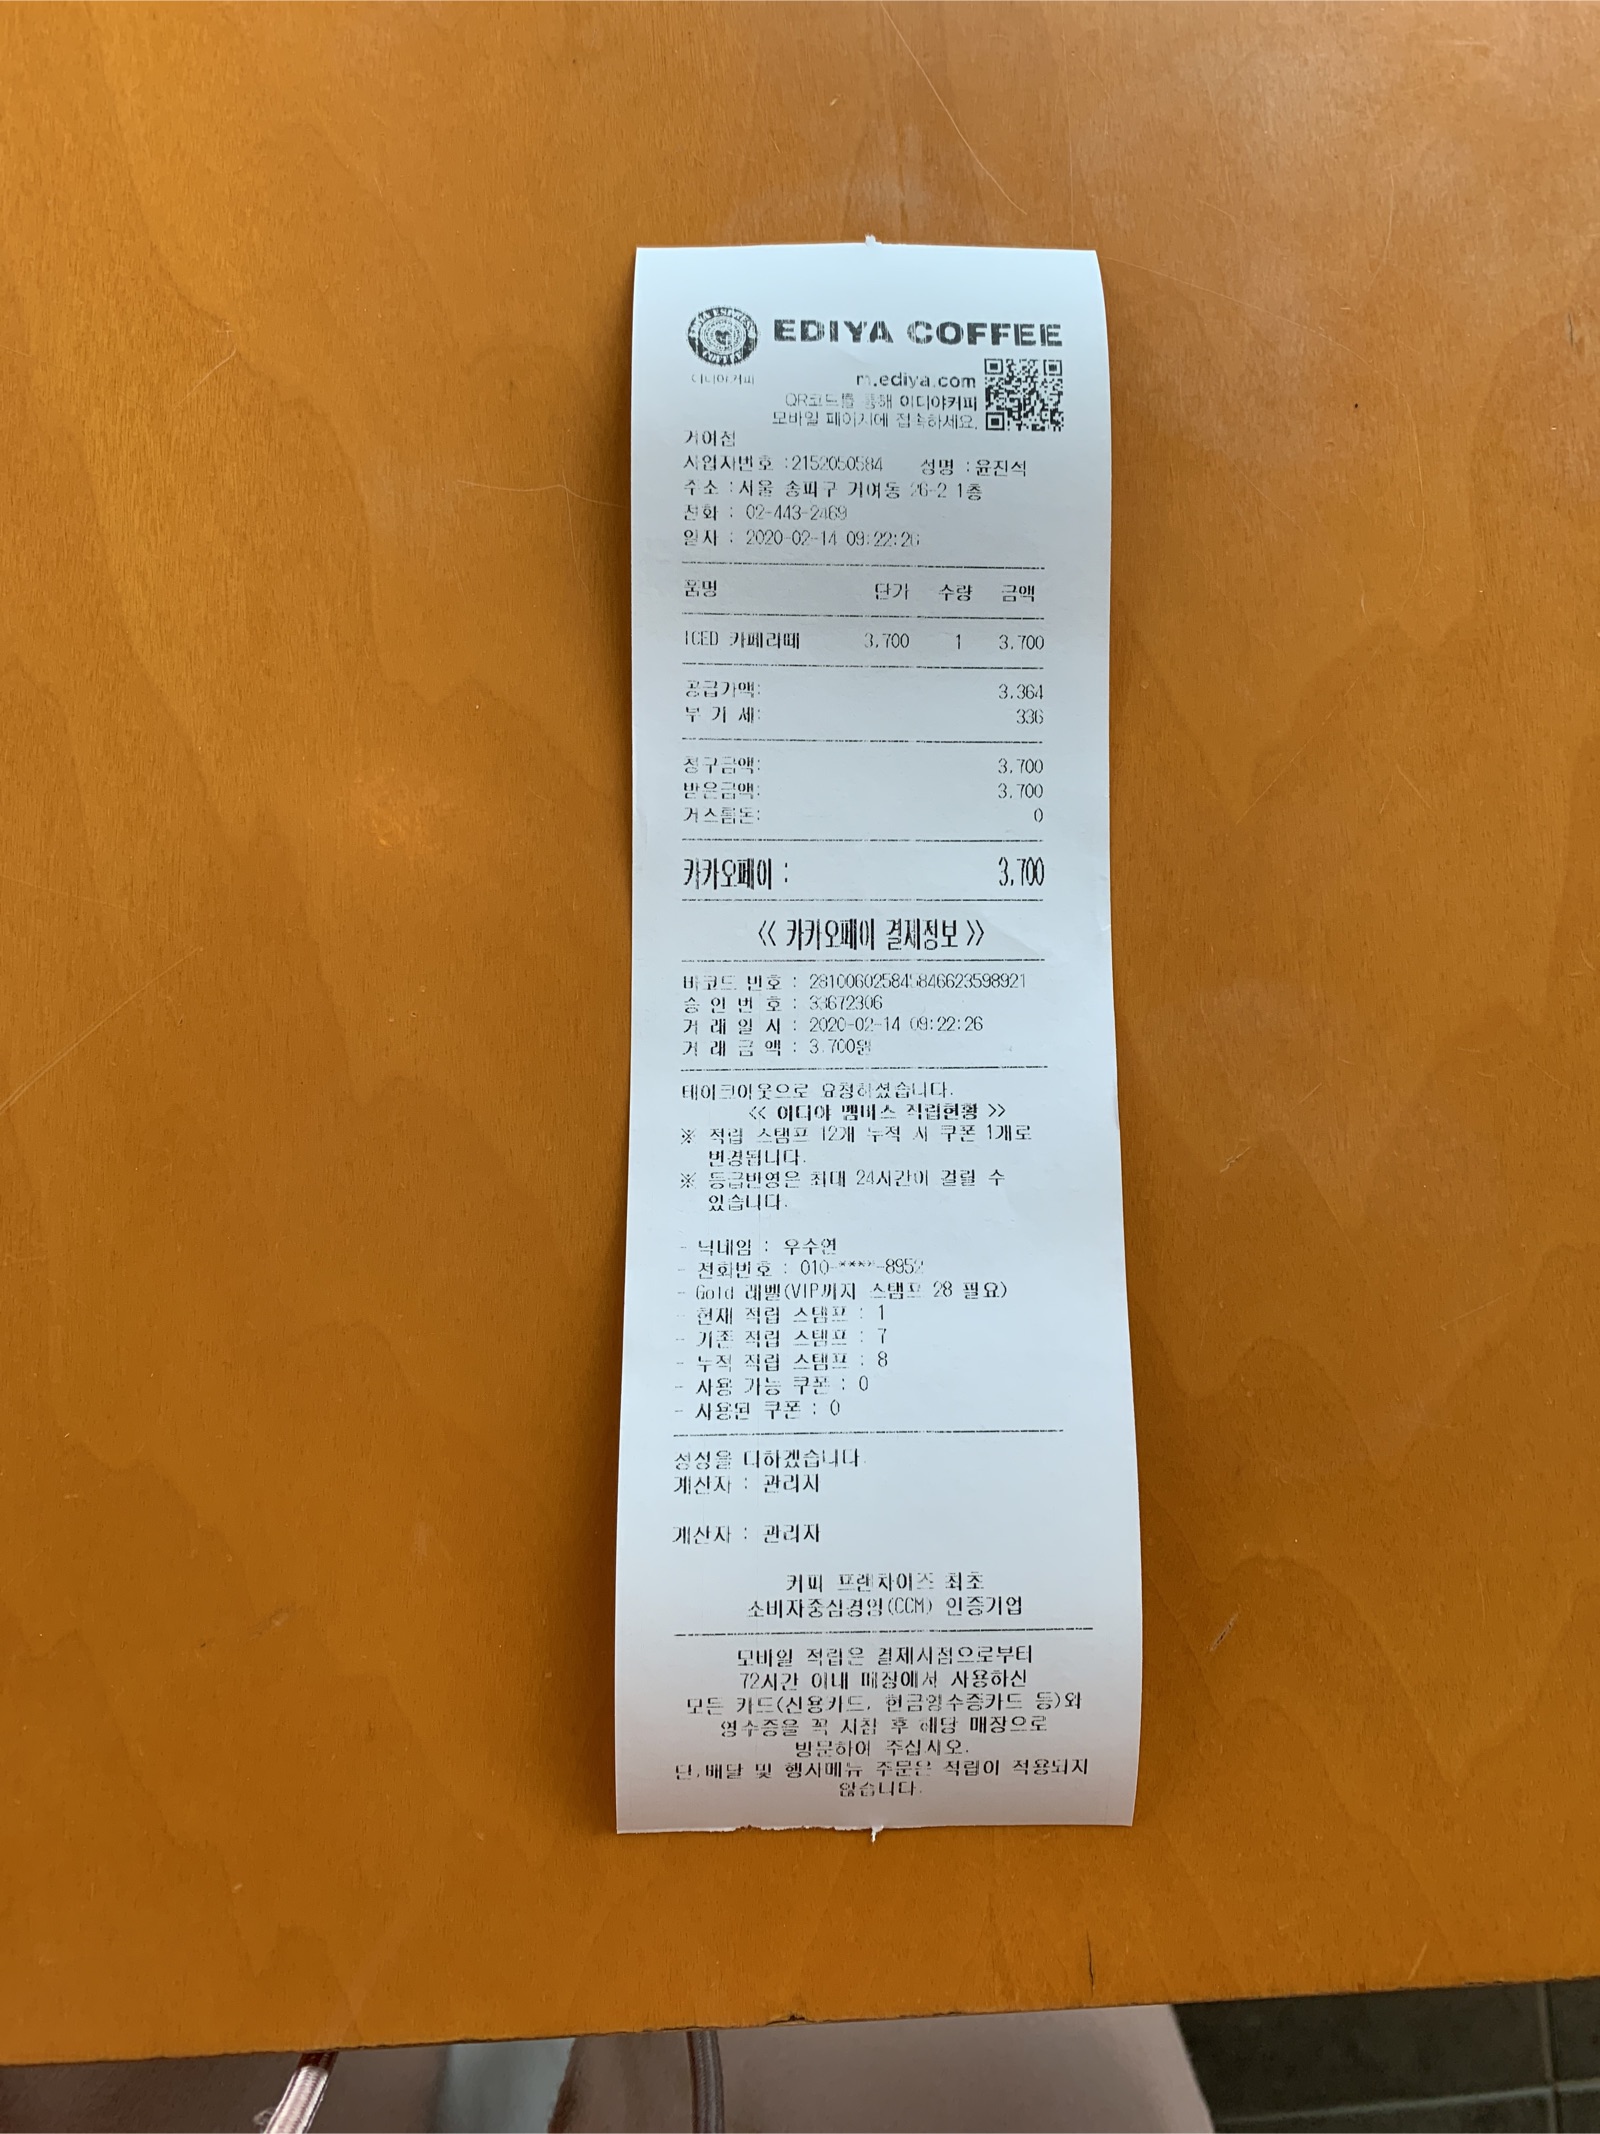 EDIYA COFFEE
이디야커피
m.ediya.com
QR코드를 통해 이디야커피
모바일 페이지에 접속하세요.
거여점
사업자번호 :2152050584 성명 :윤진석
주소 :서울 송파구 거여동 26-2 1층
전화 : 02-443-2469
일자 : 2020-02-14 09:22:26
품명 단가 수량 금액
ICED 카페라떼 3,700 1 3,700
공급가액: 3,364
부 가 세: 336
청구금액: 3,700
받은금액: 3,700
거스름돈: 0
카카오페이 : 3,700
<< 카카오페이 결제정보 >>
바코드 번호 : 281006025845846623598921
승 인 번 호 : 33672306
거 래 일 시 : 2020-02-14 09:22:26
거 래 금 액 : 3,700원
테이크아웃으로 요청하셨습니다.
<< 이디야 멤버스 적립현황 >>
※ 적립 스탬프 12개 누적 시 쿠폰 1개로
변경됩니다.
※ 등급반영은 최대 24시간이 걸릴 수
있습니다.
- 닉네임 : 우수연
- 전화번호 : 010-****-8952
- Gold 레벨(VIP까지 스탬프 28 필요)
- 현재 적립 스탬프 : 1
- 기존 적립 스탬프 : 7
- 누적 적립 스탬프 : 8
- 사용 가능 쿠폰 : 0
- 사용된 쿠폰 : 0
정성을 다하겠습니다.
계산자 : 관리자
계산자 : 관리자
커피 프랜차이즈 최초
소비자중심경영(CCM) 인증기업
모바일 적립은 결제시점으로부터
72시간 이내 매장에서 사용하신
모든 카드(신용카드, 현금영수증카드 등)와
영수증을 꼭 지참 후 해당 매장으로
방문하여 주십시오.
단,배달 및 행사메뉴 주문은 적립이 적용되지
않습니다.